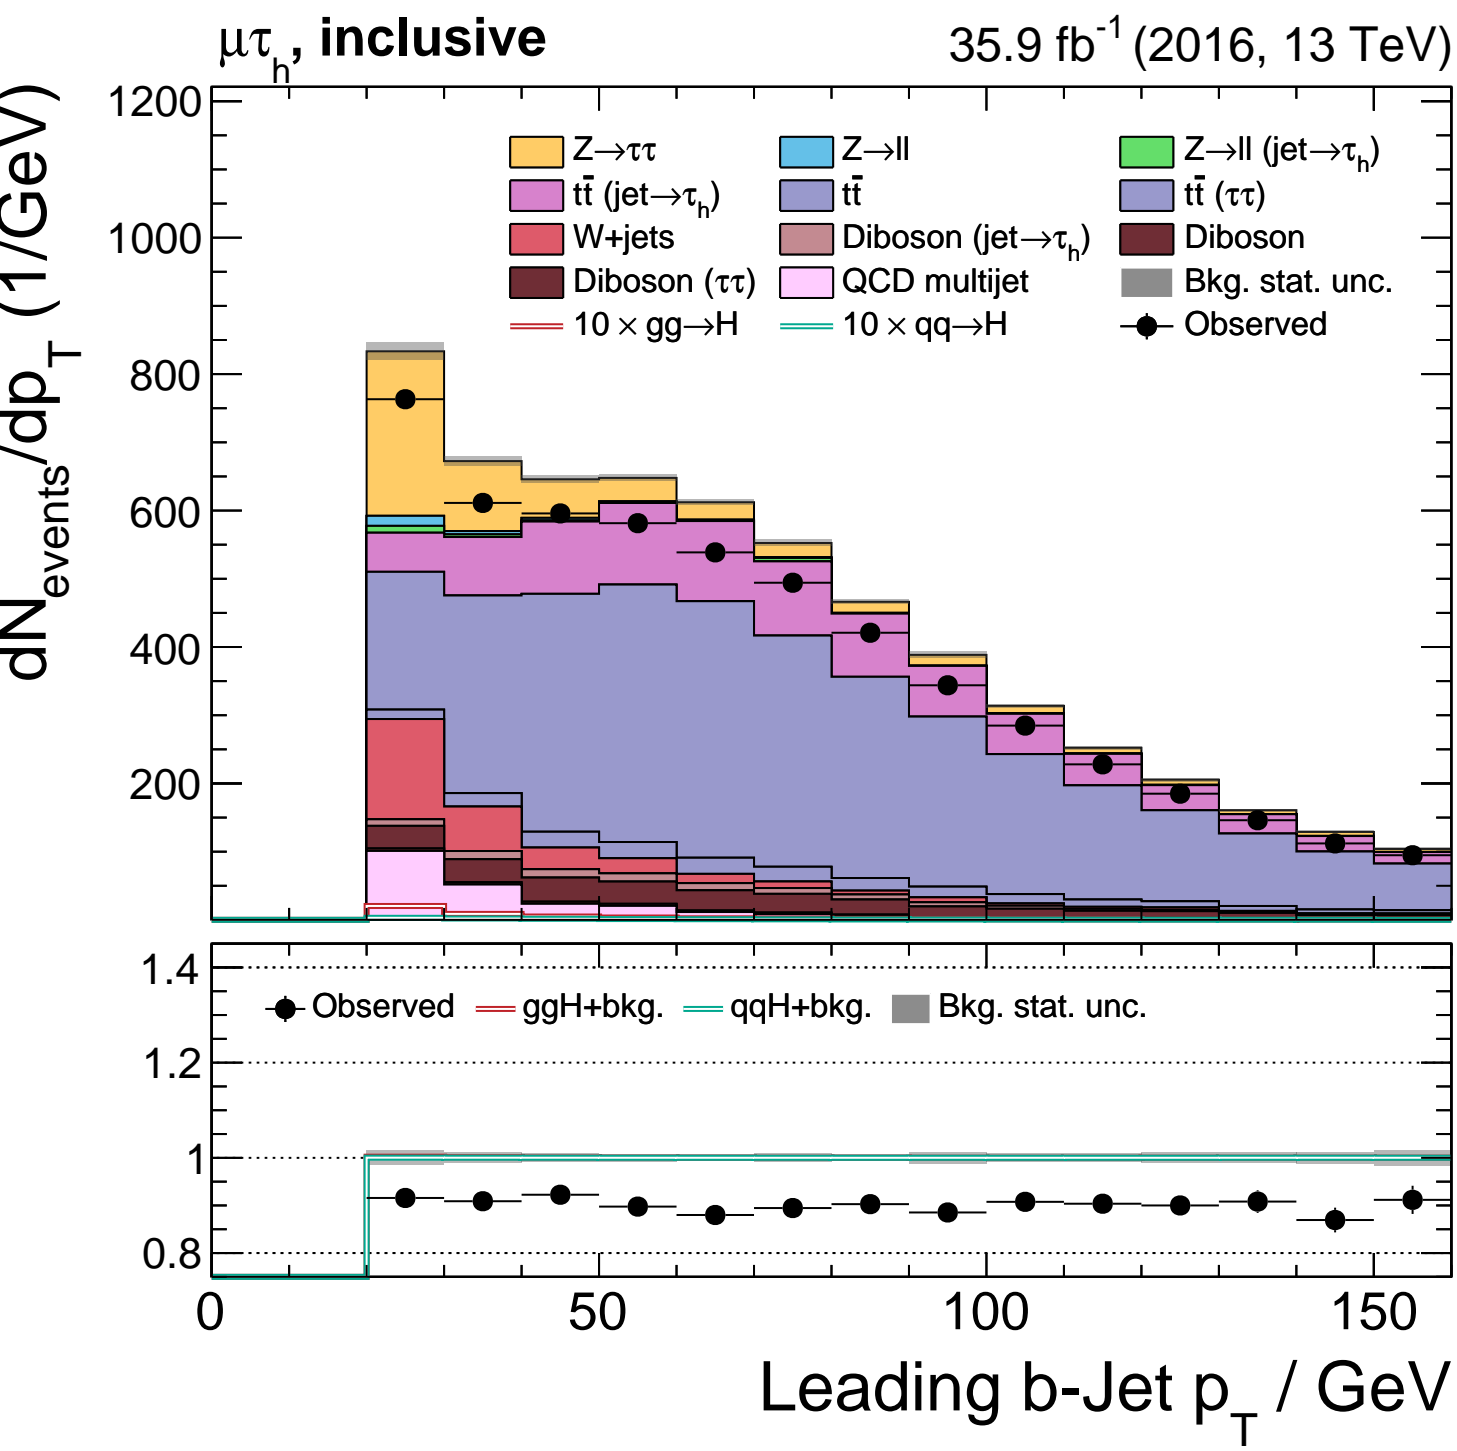 μτh, inclusive 35.9 fb-1 (2016, 13 TeV)
dNevents/dpT (1/GeV)
1200
1000
800
600
400
200
Z→ττ Z→ll Z→ll (jet→τh)
tt̄ (jet→τh) tt̄ tt̄ (ττ)
W+jets Diboson (jet→τh) Diboson
Diboson (ττ) QCD multijet Bkg. stat. unc.
10 × gg→H 10 × qq→H Observed
1.4
1.2
1
0.8
Observed ggH+bkg. qqH+bkg. Bkg. stat. unc.
0 50 100 150
Leading b-Jet pT / GeV